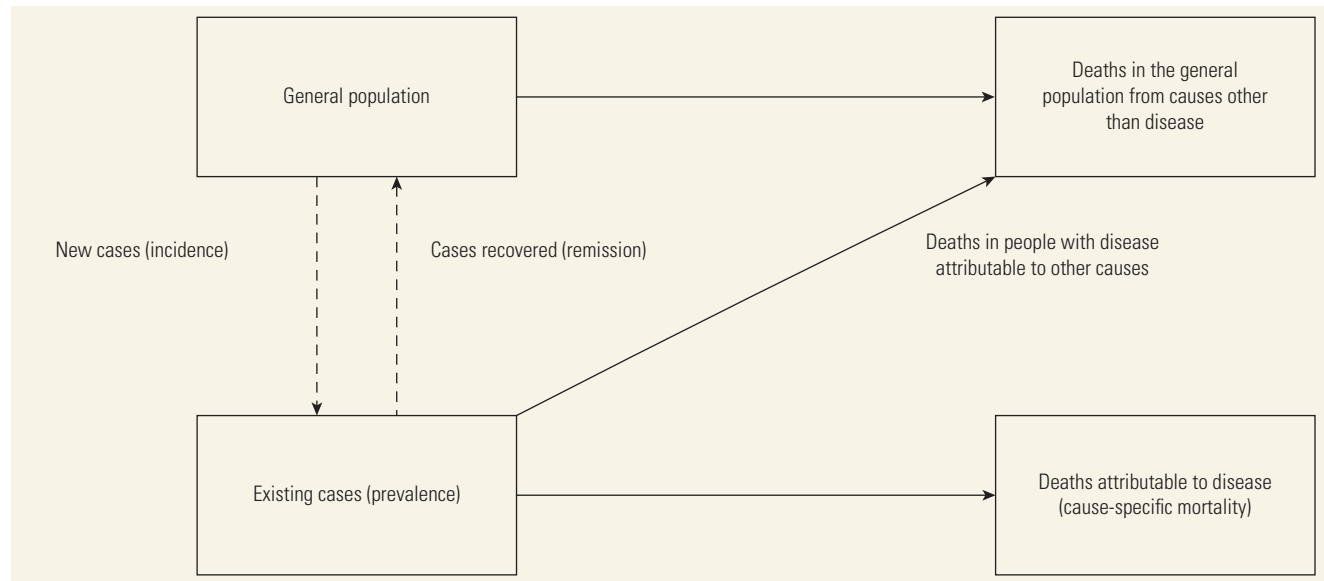 General population
Deaths in the general
population from causes other
than disease
New cases (incidence)
Cases recovered (remission)
Deaths in people with disease
attributable to other causes
Existing cases (prevalence)
Deaths attributable to disease
(cause-specific mortality)